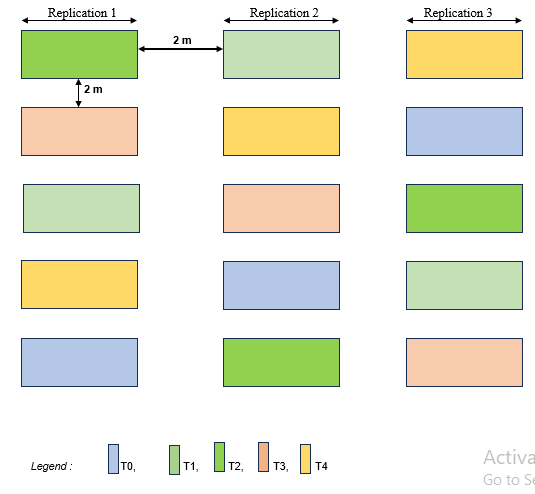 Replication 1 Replication 2 Replication 3
2 m
2 m
Legend : T0, T1, T2, T3, T4
Activa
Go to Se